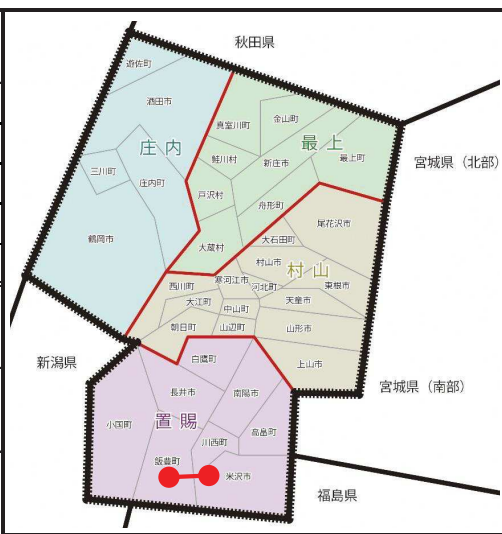 秋田県
遊佐町
酒田市
真室川町
金山町
庄内
最上
鮭川村
新庄市
最上町
宮城県（北部）
三川町
庄内町
戸沢村
舟形町
尾花沢市
鶴岡市
大蔵村
大石田町
村山市
村山
西川町
寒河江市
河北町
東根市
大江町
中山町
天童市
朝日町
山辺町
山形市
新潟県
白鷹町
上山市
宮城県（南部）
長井市
南陽市
小国町
置賜
高畠町
川西町
飯豊町
米沢市
福島県